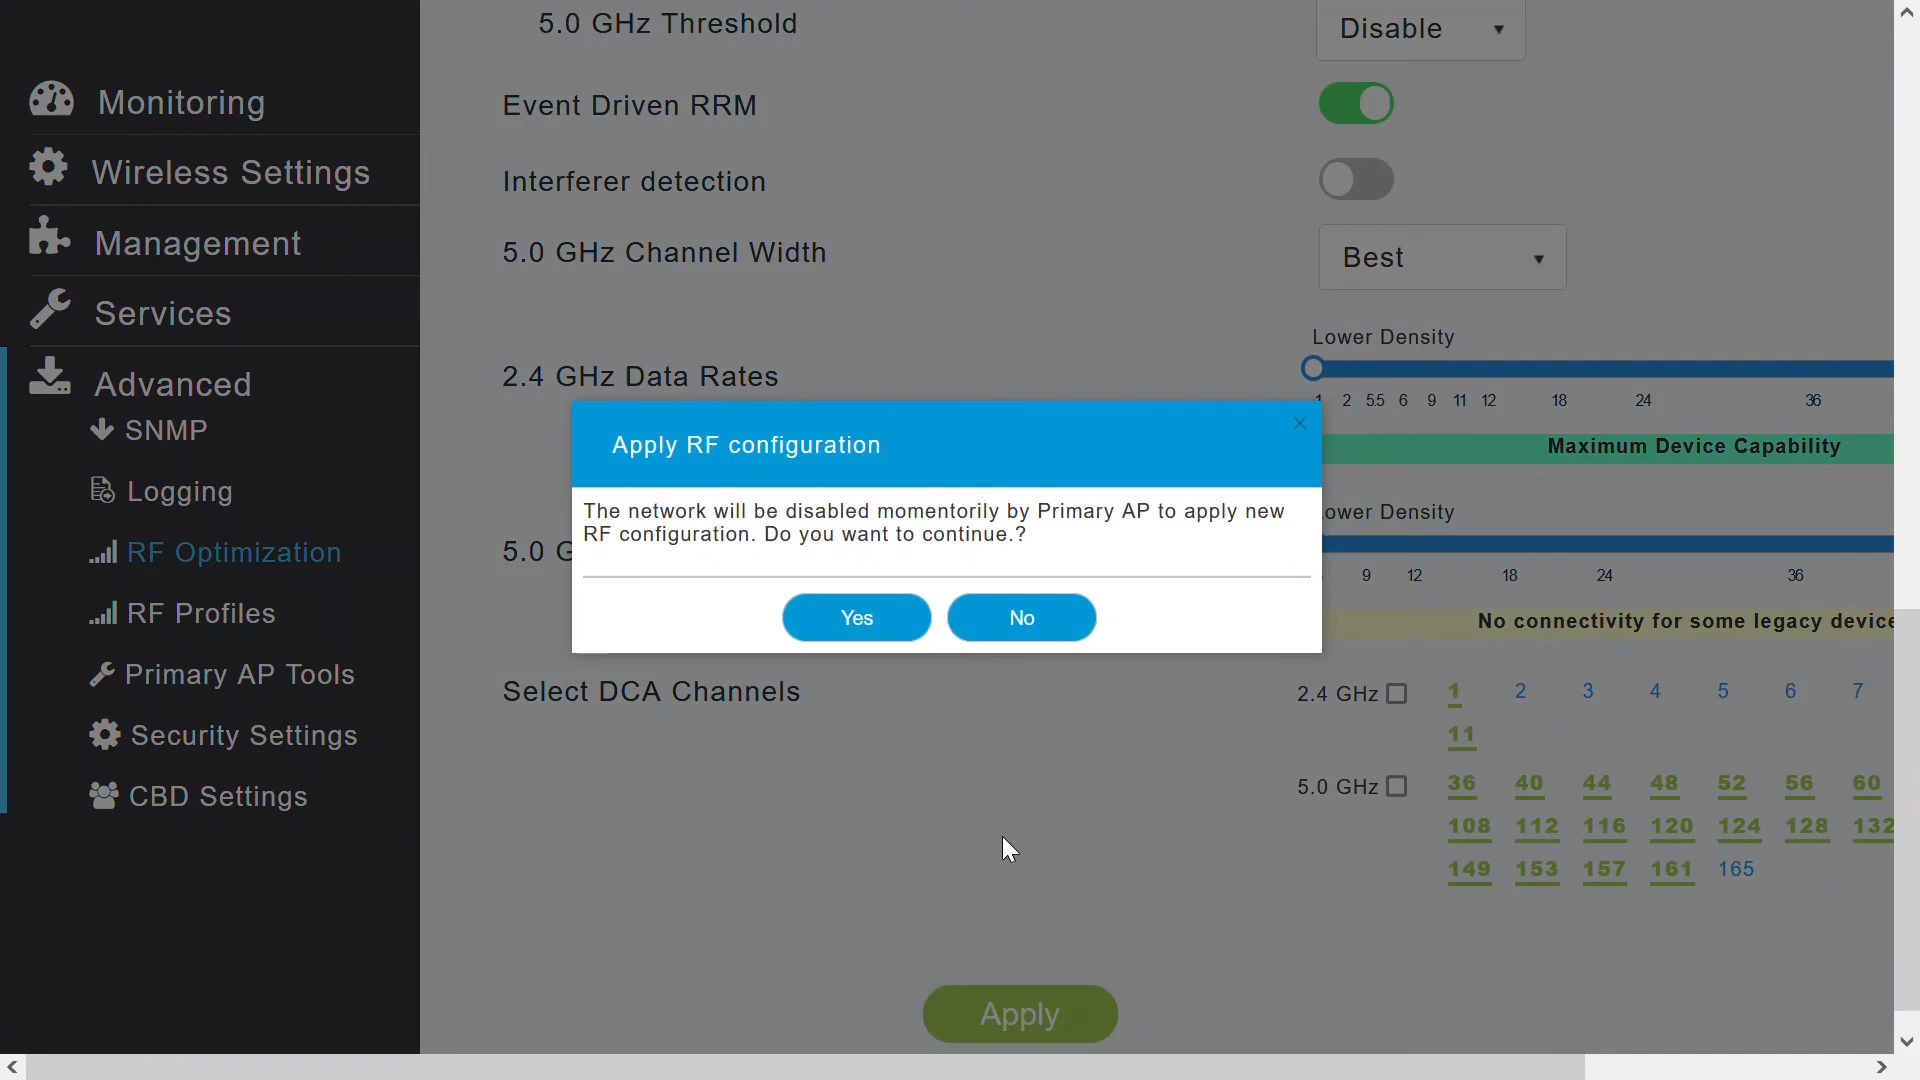 5.0 GHz Threshold
Disable
Monitoring
Event Driven RRM
Wireless Settings
Interferer detection
Management
5.0 GHz Channel Width
Best
Services
Lower Density
Advanced
2.4 GHz Data Rates
1 2 5.5 6 9 11 12 18 24 36
SNMP
Apply RF configuration
Maximum Device Capability
Logging
The network will be disabled momentorily by Primary AP to apply new
RF configuration. Do you want to continue.?
ower Density
RF Optimization
5.0 G
9 12 18 24 36
RF Profiles
Yes
No
No connectivity for some legacy device
Primary AP Tools
Select DCA Channels
2.4 GHz
1 2 3 4 5 6 7
11
Security Settings
5.0 GHz
36 40 44 48 52 56 60
CBD Settings
108 112 116 120 124 128 132
149 153 157 161 165
Apply